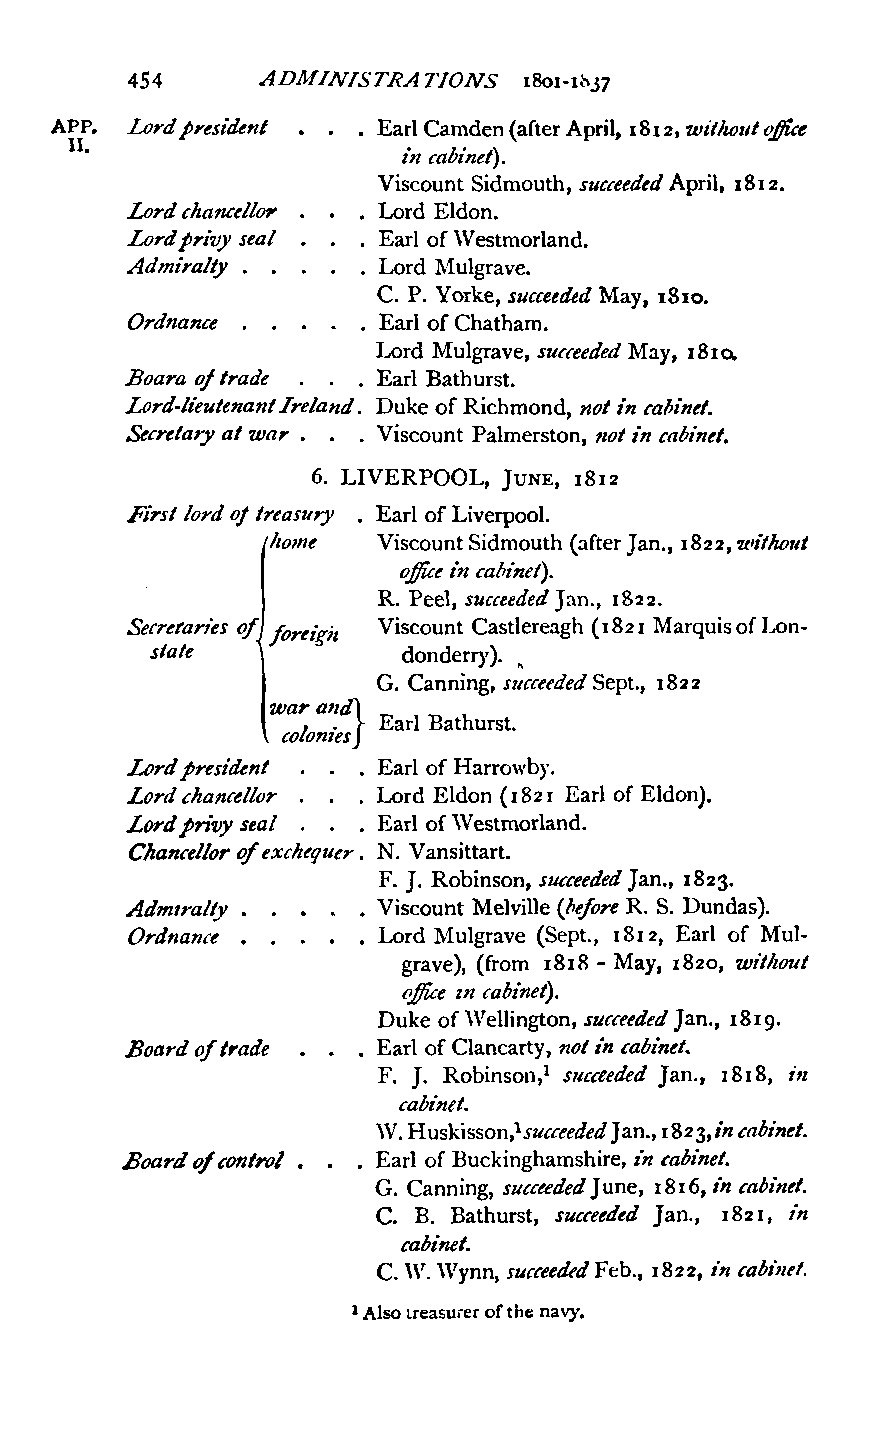 454 ADMINISTRATIONS 1801-1837
APP. II.
Lord president . . . Earl Camden (after April, 1812, without office
in cabinet).
Viscount Sidmouth, succeeded April, 1812.
Lord chancellor . . . Lord Eldon.
Lord privy seal . . . Earl of Westmorland.
Admiralty . . . . . Lord Mulgrave.
C. P. Yorke, succeeded May, 1810.
Ordnance . . . . . Earl of Chatham.
Lord Mulgrave, succeeded May, 1810.
Board of trade . . . Earl Bathurst.
Lord-lieutenant Ireland. Duke of Richmond, not in cabinet.
Secretary at war . . . Viscount Palmerston, not in cabinet.
6. LIVERPOOL, JUNE, 1812
First lord of treasury . Earl of Liverpool.
Secretaries of state
home Viscount Sidmouth (after Jan., 1822, without
office in cabinet).
R. Peel, succeeded Jan., 1822.
foreign Viscount Castlereagh (1821 Marquis of Lon-
donderry).
G. Canning, succeeded Sept., 1822
war and colonies Earl Bathurst.
Lord president . . . Earl of Harrowby.
Lord chancellor . . . Lord Eldon (1821 Earl of Eldon).
Lord privy seal . . . Earl of Westmorland.
Chancellor of exchequer. N. Vansittart.
F. J. Robinson, succeeded Jan., 1823.
Admiralty . . . . . Viscount Melville (before R. S. Dundas).
Ordnance . . . . . Lord Mulgrave (Sept., 1812, Earl of Mul-
grave), (from 1818 - May, 1820, without
office in cabinet).
Duke of Wellington, succeeded Jan., 1819.
Board of trade . . . Earl of Clancarty, not in cabinet.
F. J. Robinson,¹ succeeded Jan., 1818, in
cabinet.
W. Huskisson,¹ succeeded Jan., 1823, in cabinet.
Board of control . . . Earl of Buckinghamshire, in cabinet.
G. Canning, succeeded June, 1816, in cabinet.
C. B. Bathurst, succeeded Jan., 1821, in
cabinet.
C. W. Wynn, succeeded Feb., 1822, in cabinet.
¹ Also treasurer of the navy.